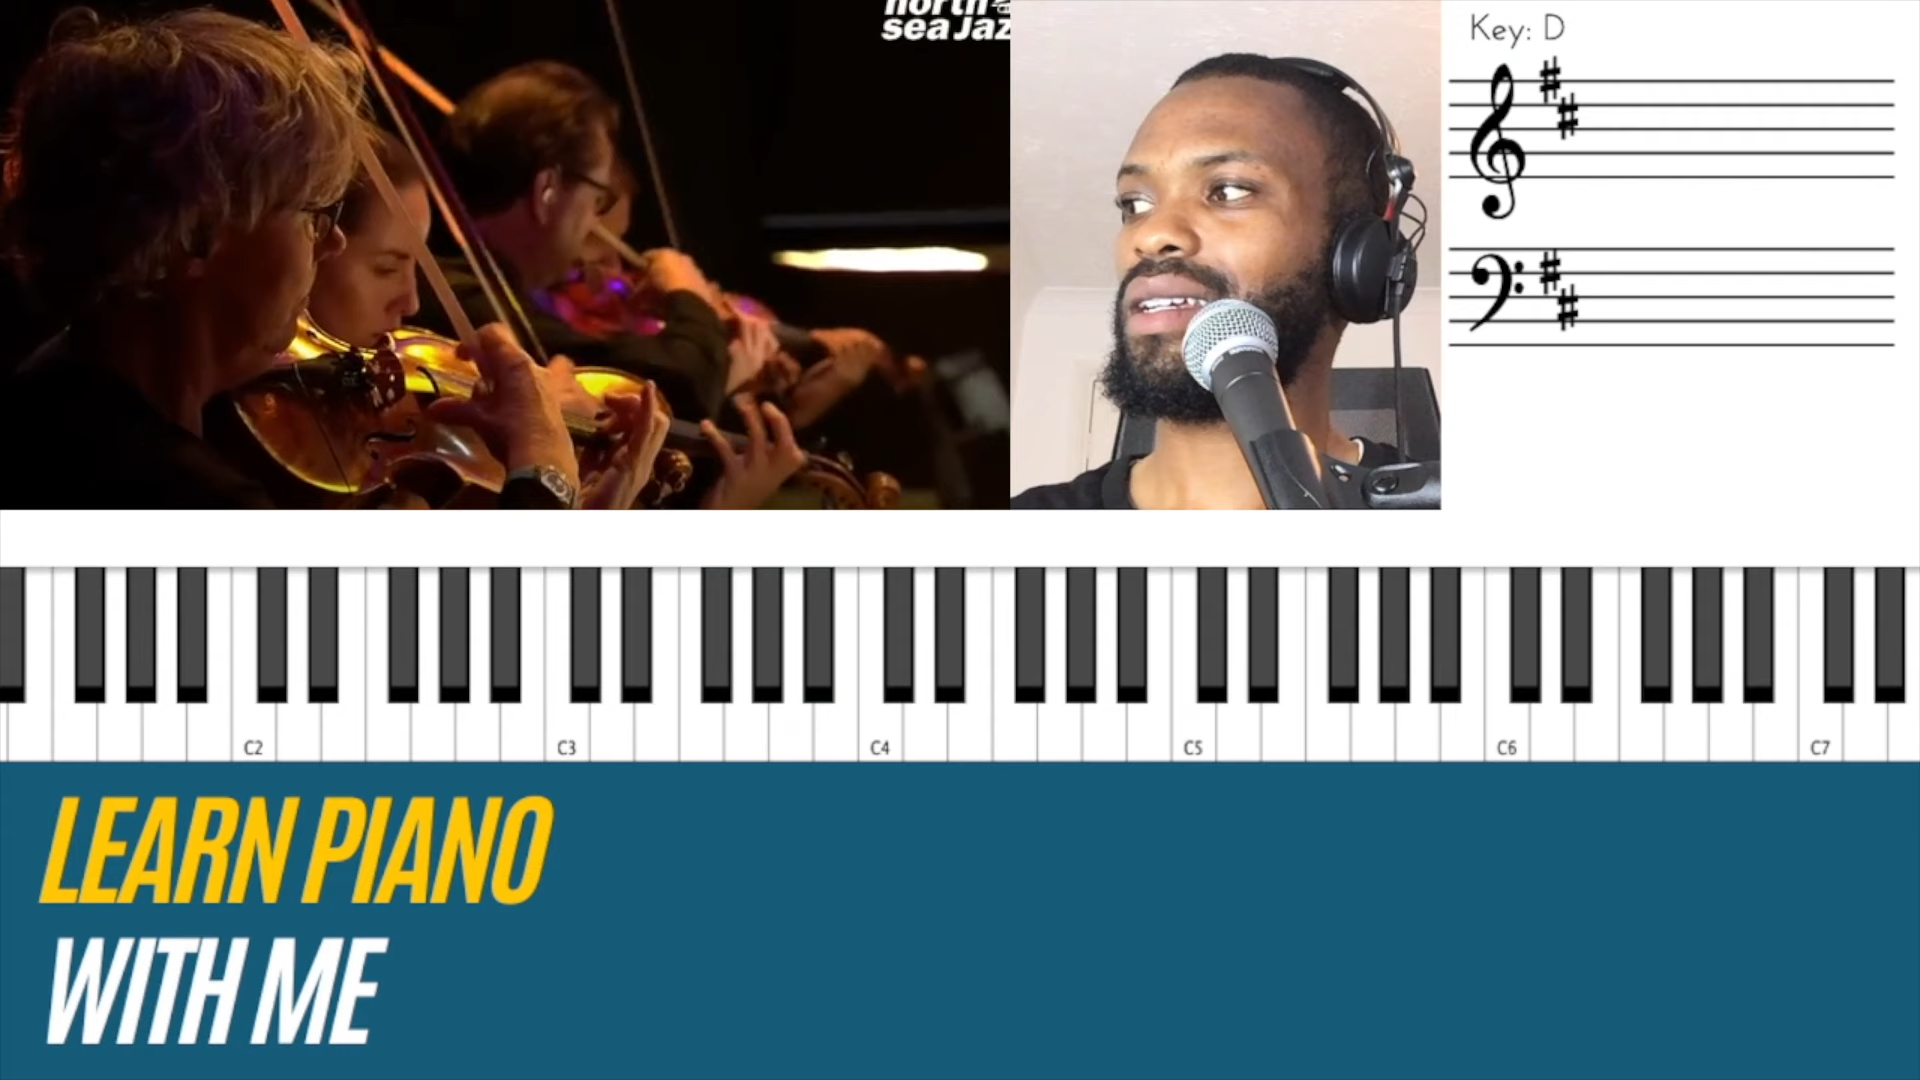 north
sea Jaz
Key: D
C2
C3
C4
C5
C6
C7
LEARN PIANO
WITH ME